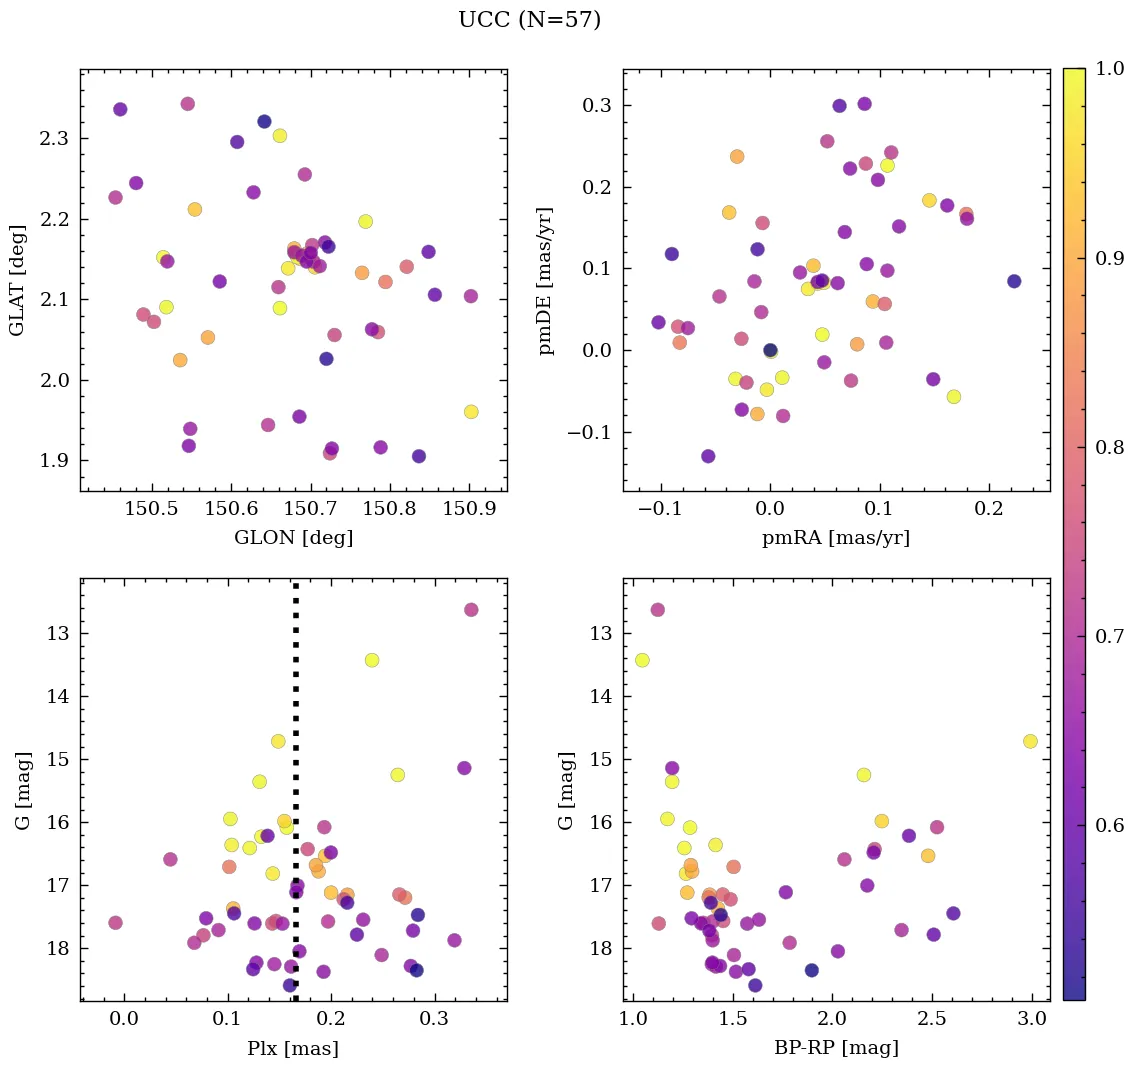 UCC (N=57)
2.3
2.2
2.1
2.0
1.9
GLAT [deg]
150.5 150.6 150.7 150.8 150.9
GLON [deg]
0.3
0.2
0.1
0.0
−0.1
pmDE [mas/yr]
−0.1 0.0 0.1 0.2
pmRA [mas/yr]
13
14
15
16
17
18
G [mag]
0.0 0.1 0.2 0.3
Plx [mas]
13
14
15
16
17
18
G [mag]
1.0 1.5 2.0 2.5 3.0
BP-RP [mag]
1.0
0.9
0.8
0.7
0.6